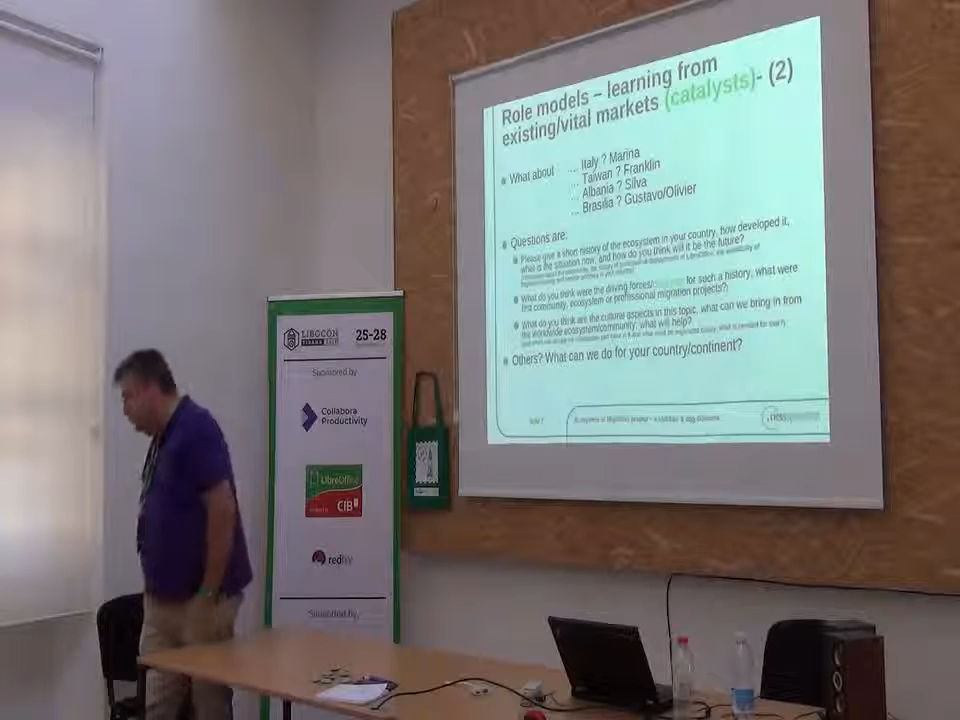 Role models – learning from
existing/vital markets (catalysts)- (2)
What about ... Italy ? Marina
... Taiwan ? Franklin
... Albania ? Silva
... Brasilia ? Gustavo/Olivier
Questions are:
Please give a short history of the ecosystem in your country, how developed it,
what is the situation now, and how do you think will it be the future?
What do you think were the driving forces/ for such a history, what were
first community, ecosystem or professional migration projects?
What do you think are the cultural aspects in this topic, what can we bring in from
the worldwide ecosystem/community, what will help?
Others? What can we do for your country/continent?
LIBOCON
25-28
Sponsored by
Collabora
Productivity
LibreOffice
CIB
Supported by